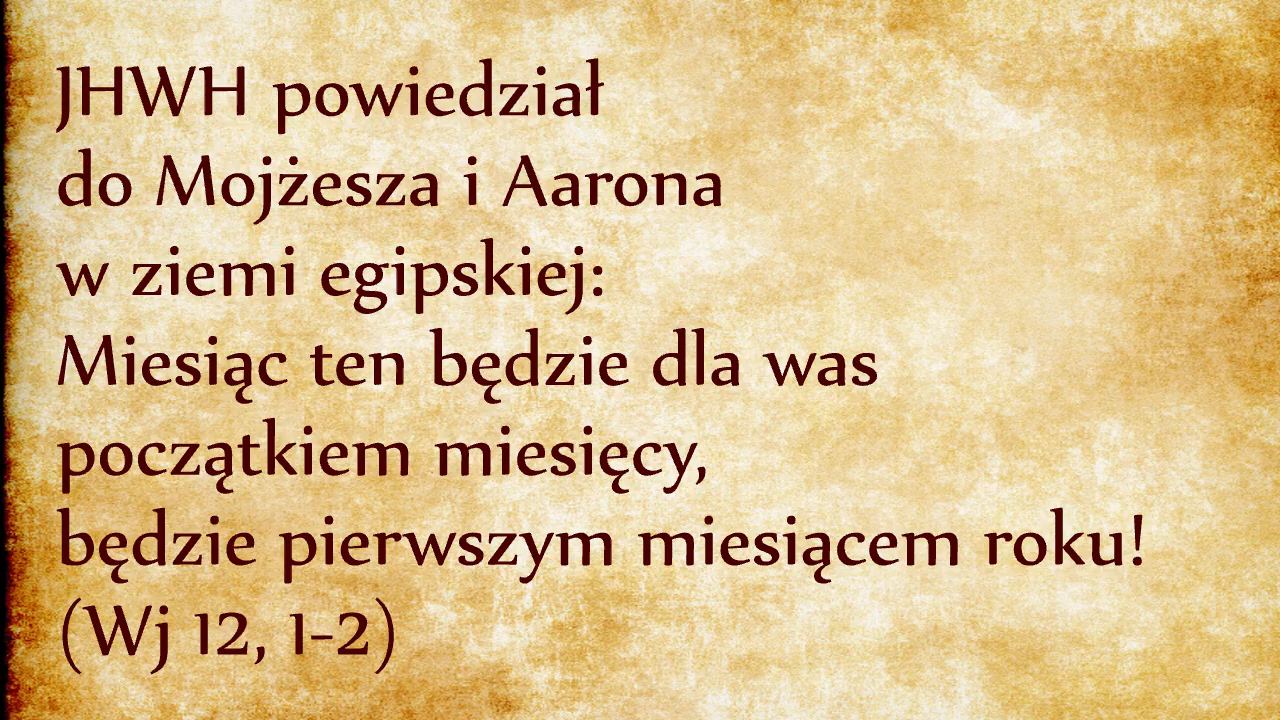 JHWH powiedział
do Mojżesza i Aarona
w ziemi egipskiej:
Miesiąc ten będzie dla was
początkiem miesięcy,
będzie pierwszym miesiącem roku!
(Wj 12, 1-2)